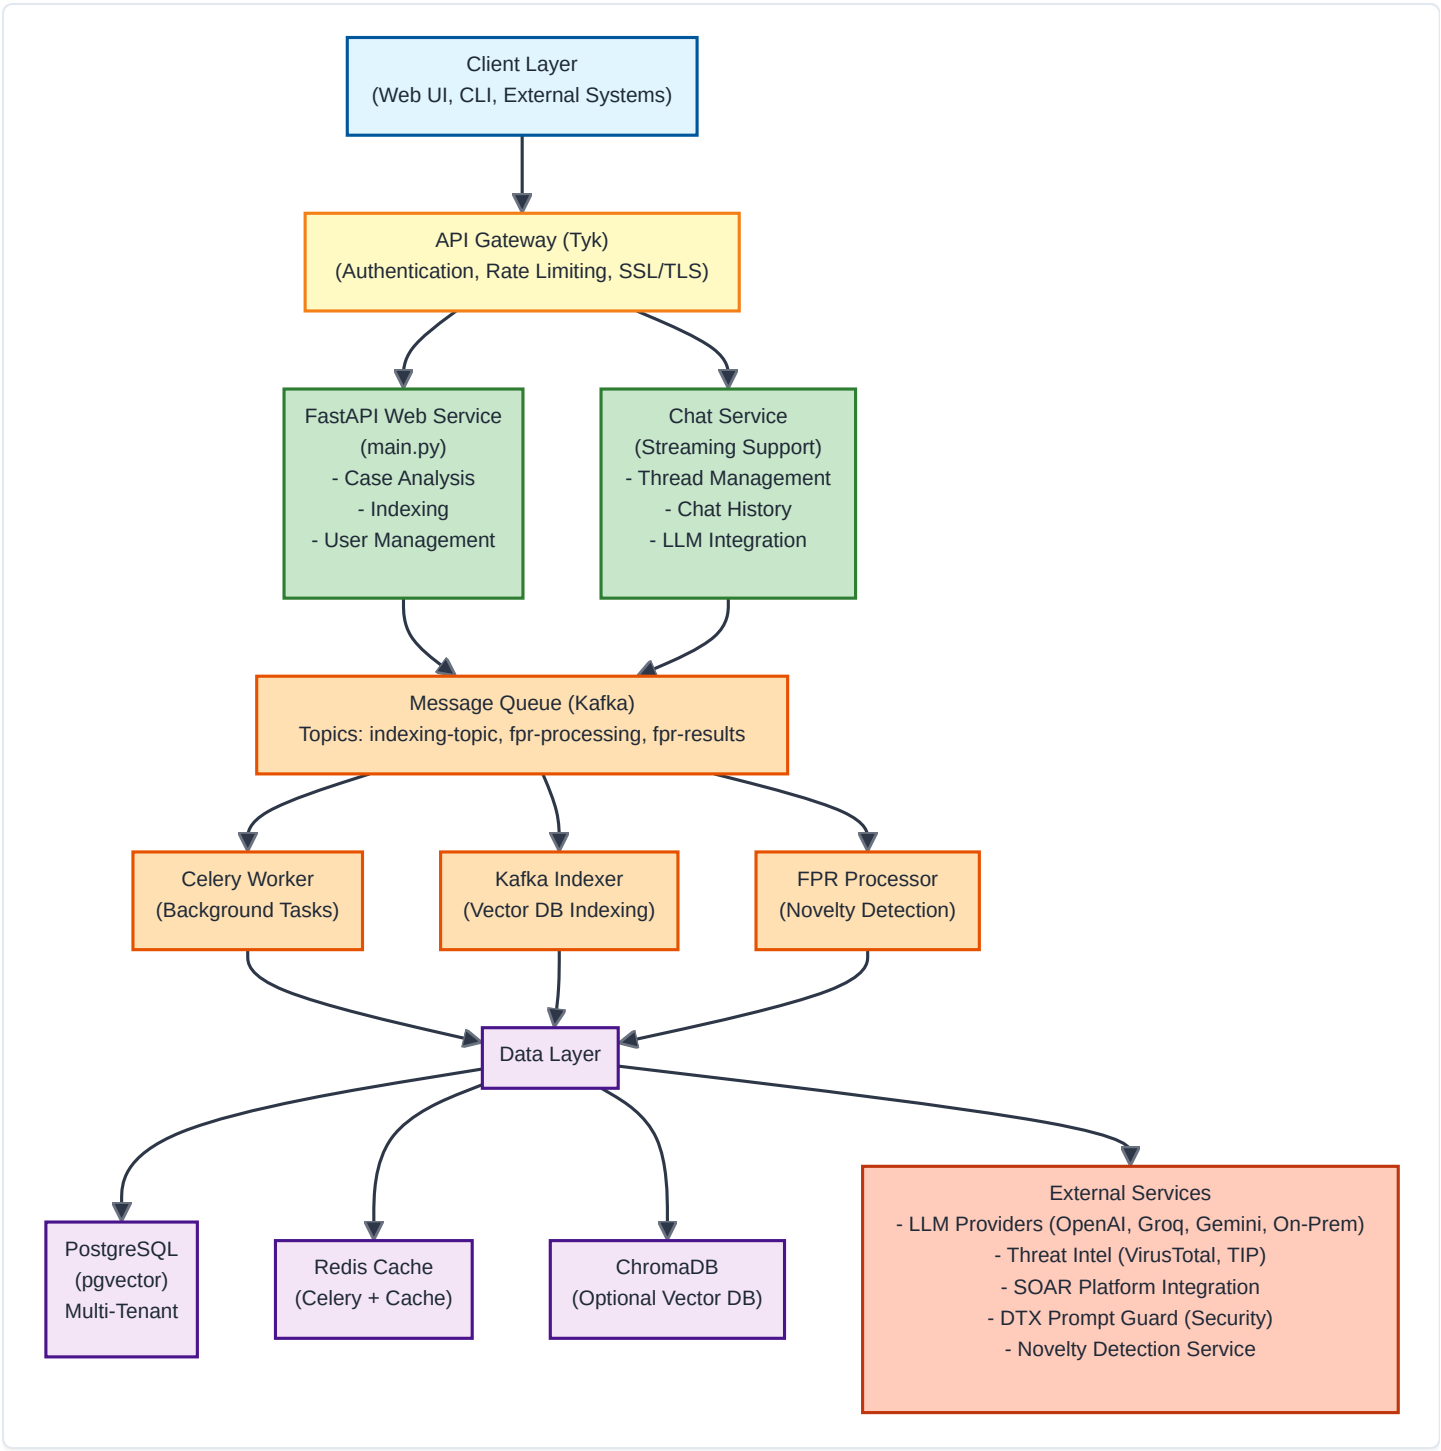 Client Layer
(Web UI, CLI, External Systems)
API Gateway (Tyk)
(Authentication, Rate Limiting, SSL/TLS)
FastAPI Web Service
(main.py)
- Case Analysis
- Indexing
- User Management
Chat Service
(Streaming Support)
- Thread Management
- Chat History
- LLM Integration
Message Queue (Kafka)
Topics: indexing-topic, fpr-processing, fpr-results
Celery Worker
(Background Tasks)
Kafka Indexer
(Vector DB Indexing)
FPR Processor
(Novelty Detection)
Data Layer
PostgreSQL
(pgvector)
Multi-Tenant
Redis Cache
(Celery + Cache)
ChromaDB
(Optional Vector DB)
External Services
- LLM Providers (OpenAI, Groq, Gemini, On-Prem)
- Threat Intel (VirusTotal, TIP)
- SOAR Platform Integration
- DTX Prompt Guard (Security)
- Novelty Detection Service